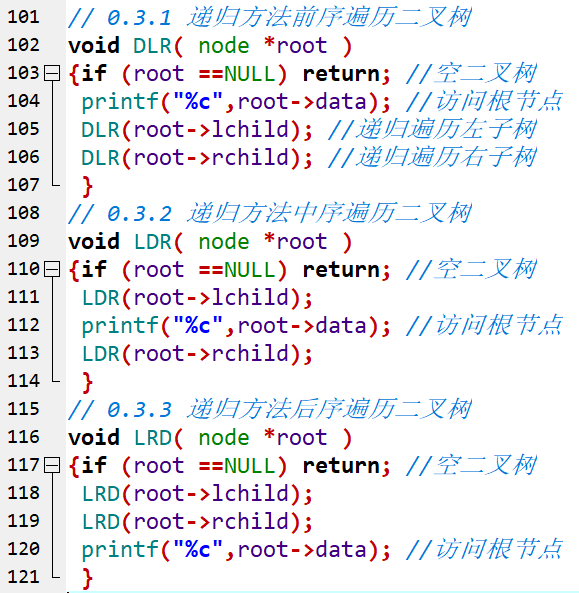 101 // 0.3.1 递归方法前序遍历二叉树
102 void DLR( node *root )
103 {if (root ==NULL) return; //空二叉树
104 printf("%c",root->data); //访问根节点
105 DLR(root->lchild); //递归遍历左子树
106 DLR(root->rchild); //递归遍历右子树
107 }
108 // 0.3.2 递归方法中序遍历二叉树
109 void LDR( node *root )
110 {if (root ==NULL) return; //空二叉树
111 LDR(root->lchild);
112 printf("%c",root->data); //访问根节点
113 LDR(root->rchild);
114 }
115 // 0.3.3 递归方法后序遍历二叉树
116 void LRD( node *root )
117 {if (root ==NULL) return; //空二叉树
118 LRD(root->lchild);
119 LRD(root->rchild);
120 printf("%c",root->data); //访问根节点
121 }